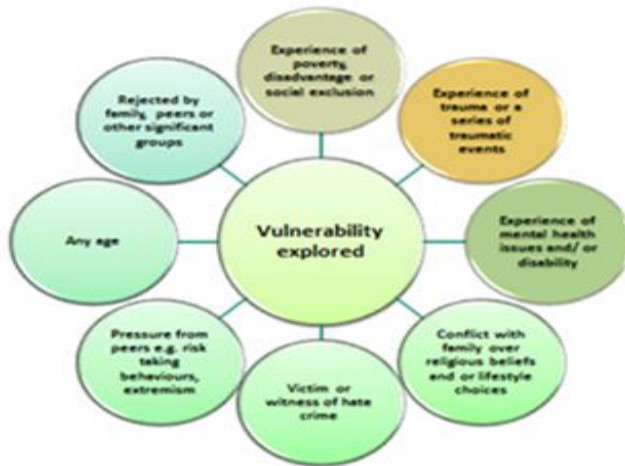 Experience of
poverty,
disadvantage or
social exclusion
Experience of
trauma or a
series of
traumatic
events
Experience of
mental health
issues and/ or
disability
Conflict with
family over
religious beliefs
and or lifestyle
choices
Victim or
witness of hate
crime
Pressure from
peers e.g. risk
taking
behaviours,
extremism
Any age
Rejected by
family, peers or
other significant
groups
Vulnerability
explored